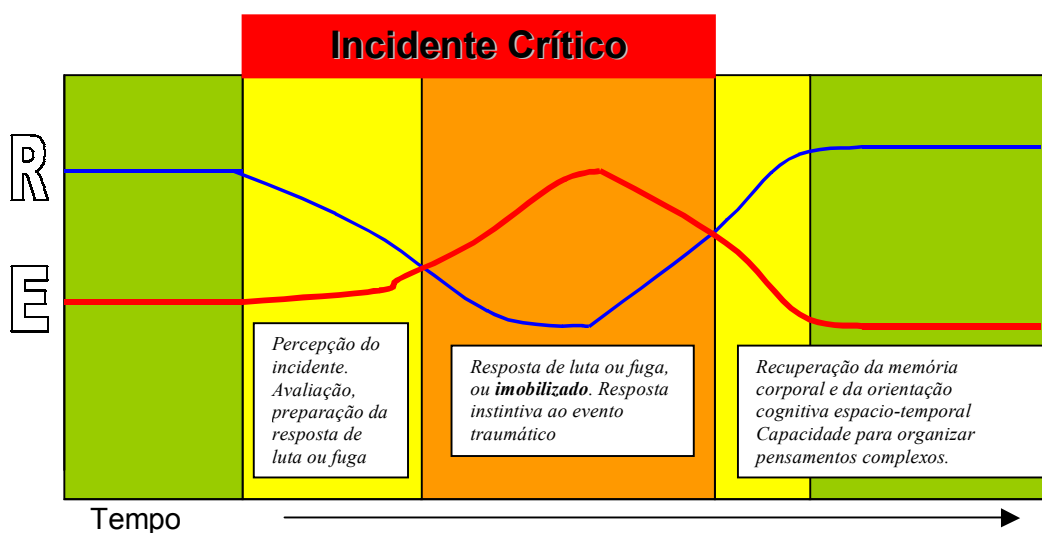 Incidente Crítico
R
E
Percepção do
incidente.
Avaliação,
preparação da
resposta de
luta ou fuga
Resposta de luta ou fuga,
ou imobilizado. Resposta
instintiva ao evento
traumático
Recuperação da memória
corporal e da orientação
cognitiva espacio-temporal
Capacidade para organizar
pensamentos complexos.
Tempo